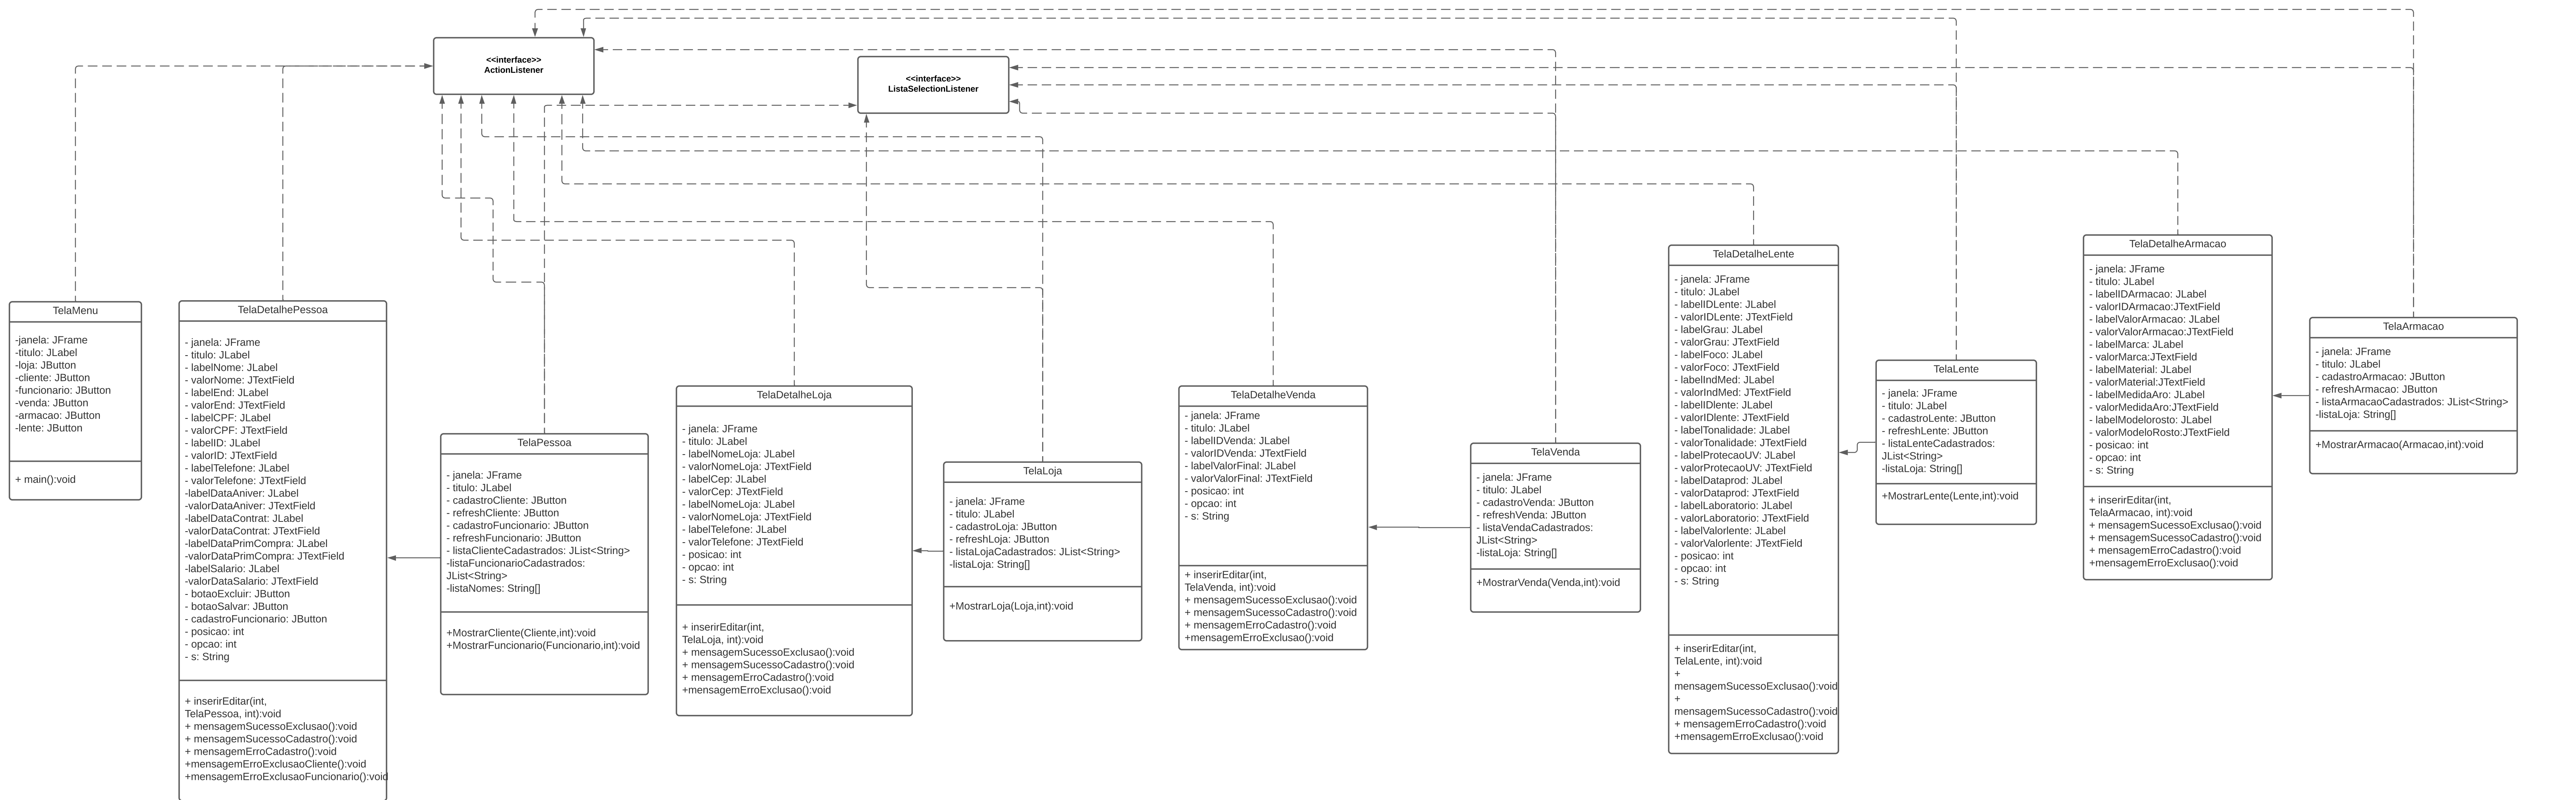 <<interface>>
ActionListener
<<interface>>
ListaSelectionListener
TelaMenu
-janela: JFrame
-titulo: JLabel
-loja: JButton
-cliente: JButton
-funcionario: JButton
-venda: JButton
-armacao: JButton
-lente: JButton
+ main():void
TelaDetalhePessoa
- janela: JFrame
- titulo: JLabel
- labelNome: JLabel
- valorNome: JTextField
- labelEnd: JLabel
- valorEnd: JTextField
- labelCPF: JLabel
- valorCPF: JTextField
- labelID: JLabel
- valorID: JTextField
- labelTelefone: JLabel
- valorTelefone: JTextField
-labelDataAniver: JLabel
-valorDataAniver: JTextField
-labelDataContrat: JLabel
-valorDataContrat: JTextField
-labelDataPrimCompra: JLabel
-valorDataPrimCompra: JTextField
-labelSalario: JLabel
-valorDataSalario: JTextField
- botaoExcluir: JButton
- botaoSalvar: JButton
- cadastroFuncionario: JButton
- posicao: int
- opcao: int
- s: String
+ inserirEditar(int,
TelaPessoa, int):void
+ mensagemSucessoExclusao():void
+ mensagemSucessoCadastro():void
+ mensagemErroCadastro():void
+mensagemErroExclusaoCliente():void
+mensagemErroExclusaoFuncionario():void
TelaPessoa
- janela: JFrame
- titulo: JLabel
- cadastroCliente: JButton
- refreshCliente: JButton
- cadastroFuncionario: JButton
- refreshFuncionario: JButton
- listaClienteCadastrados: JList<String>
-listaFuncionarioCadastrados:
JList<String>
-listaNomes: String[]
+MostrarCliente(Cliente,int):void
+MostrarFuncionario(Funcionario,int):void
TelaDetalheLoja
- janela: JFrame
- titulo: JLabel
- labelNomeLoja: JLabel
- valorNomeLoja: JTextField
- labelCep: JLabel
- valorCep: JTextField
- labelNomeLoja: JLabel
- valorNomeLoja: JTextField
- labelTelefone: JLabel
- valorTelefone: JTextField
- posicao: int
- opcao: int
- s: String
+ inserirEditar(int,
TelaLoja, int):void
+ mensagemSucessoExclusao():void
+ mensagemSucessoCadastro():void
+ mensagemErroCadastro():void
+mensagemErroExclusao():void
TelaLoja
- janela: JFrame
- titulo: JLabel
- cadastroLoja: JButton
- refreshLoja: JButton
- listaLojaCadastrados: JList<String>
-listaLoja: String[]
+MostrarLoja(Loja,int):void
TelaDetalheVenda
- janela: JFrame
- titulo: JLabel
- labelIDVenda: JLabel
- valorIDVenda: JTextField
- labelValorFinal: JLabel
- valorValorFinal: JTextField
- posicao: int
- opcao: int
- s: String
+ inserirEditar(int,
TelaVenda, int):void
+ mensagemSucessoExclusao():void
+ mensagemSucessoCadastro():void
+ mensagemErroCadastro():void
+mensagemErroExclusao():void
TelaVenda
- janela: JFrame
- titulo: JLabel
- cadastroVenda: JButton
- refreshVenda: JButton
- listaVendaCadastrados:
JList<String>
-listaLoja: String[]
+MostrarVenda(Venda,int):void
TelaDetalheLente
- janela: JFrame
- titulo: JLabel
- labelIDLente: JLabel
- valorIDLente: JTextField
- labelGrau: JLabel
- valorGrau: JTextField
- labelFoco: JLabel
- valorFoco: JTextField
- labelIndMed: JLabel
- valorIndMed: JTextField
- labelIDlente: JLabel
- valorIDlente: JTextField
- labelTonalidade: JLabel
- valorTonalidade: JTextField
- labelProtecaoUV: JLabel
- valorProtecaoUV: JTextField
- labelDataprod: JLabel
- valorDataprod: JTextField
- labelLaboratorio: JLabel
- valorLaboratorio: JTextField
- labelValorlente: JLabel
- valorValorlente: JTextField
- posicao: int
- opcao: int
- s: String
+ inserirEditar(int,
TelaLente, int):void
+
mensagemSucessoExclusao():void
+
mensagemSucessoCadastro():void
+ mensagemErroCadastro():void
+mensagemErroExclusao():void
TelaLente
- janela: JFrame
- titulo: JLabel
- cadastroLente: JButton
- refreshLente: JButton
- listaLenteCadastrados:
JList<String>
-listaLoja: String[]
+MostrarLente(Lente,int):void
TelaDetalheArmacao
- janela: JFrame
- titulo: JLabel
- labelIDArmacao: JLabel
- valorIDArmacao:JTextField
- labelValorArmacao: JLabel
- valorValorArmacao:JTextField
- labelMarca: JLabel
- valorMarca:JTextField
- labelMaterial: JLabel
- valorMaterial:JTextField
- labelMedidaAro: JLabel
- valorMedidaAro:JTextField
- labelModelorosto: JLabel
- valorModeloRosto:JTextField
- posicao: int
- opcao: int
- s: String
+ inserirEditar(int,
TelaArmacao, int):void
+ mensagemSucessoExclusao():void
+ mensagemSucessoCadastro():void
+ mensagemErroCadastro():void
+mensagemErroExclusao():void
TelaArmacao
- janela: JFrame
- titulo: JLabel
- cadastroArmacao: JButton
- refreshArmacao: JButton
- listaArmacaoCadastrados: JList<String>
-listaLoja: String[]
+MostrarArmacao(Armacao,int):void